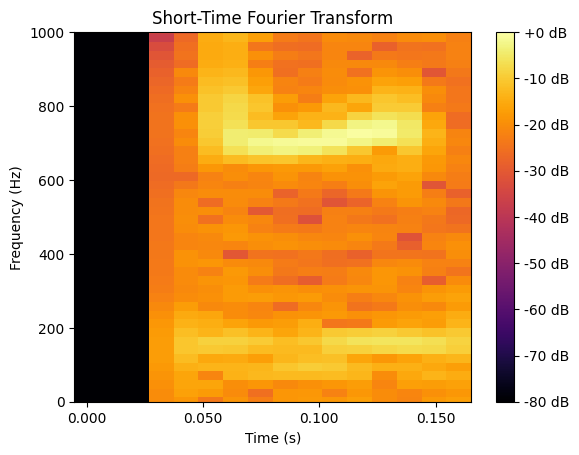 Short-Time Fourier Transform
1000
800
600
400
200
0
Frequency (Hz)
0.000
0.050
0.100
0.150
Time (s)
+0 dB
-10 dB
-20 dB
-30 dB
-40 dB
-50 dB
-60 dB
-70 dB
-80 dB